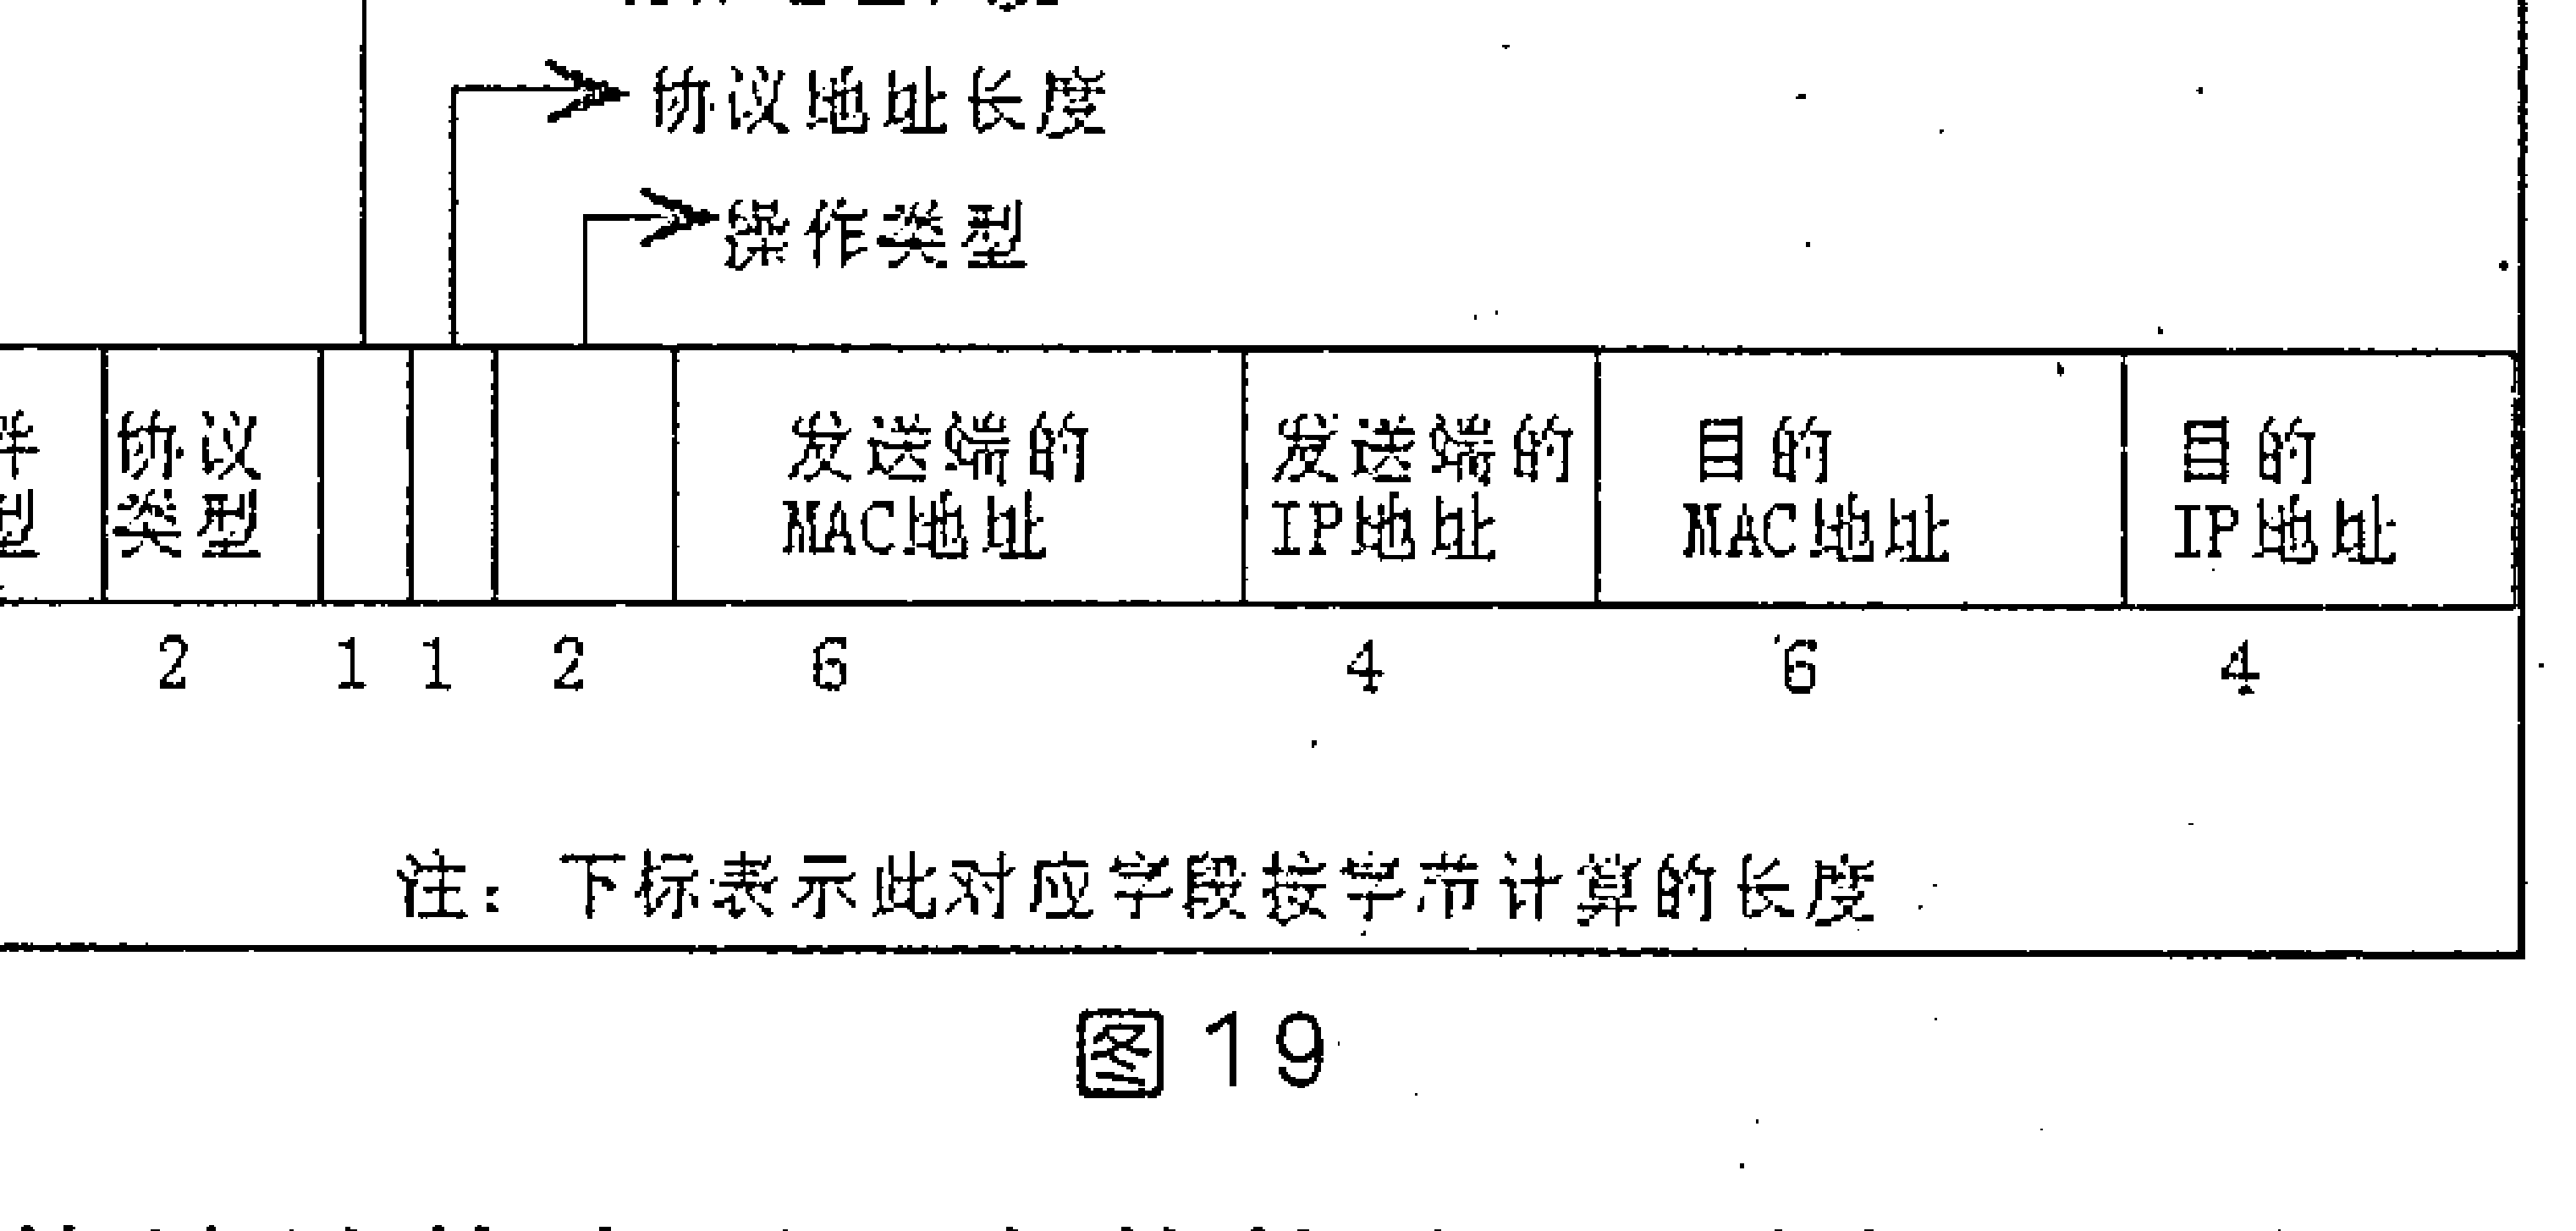 协议地址长度
操作类型
协议
类型
发送端的
MAC地址
发送端的
IP地址
目的
MAC地址
目的
IP地址
2 1 1 2 6 4 6 4
注：下标表示此对应字段按字节计算的长度
图19